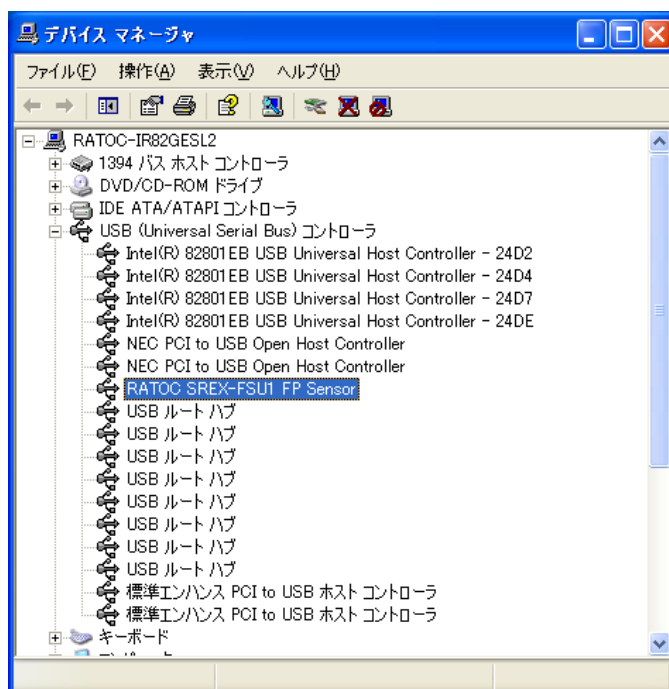 デバイス マネージャ
ファイル(F) 操作(A) 表示(V) ヘルプ(H)
RATOC-IR82GESL2
1394 バス ホスト コントローラ
DVD/CD-ROM ドライブ
IDE ATA/ATAPI コントローラ
USB (Universal Serial Bus) コントローラ
Intel(R) 82801EB USB Universal Host Controller - 24D2
Intel(R) 82801EB USB Universal Host Controller - 24D4
Intel(R) 82801EB USB Universal Host Controller - 24D7
Intel(R) 82801EB USB Universal Host Controller - 24DE
NEC PCI to USB Open Host Controller
NEC PCI to USB Open Host Controller
RATOC SREX-FSU1 FP Sensor
USB ルート ハブ
USB ルート ハブ
USB ルート ハブ
USB ルート ハブ
USB ルート ハブ
USB ルート ハブ
USB ルート ハブ
USB ルート ハブ
標準エンハンス PCI to USB ホスト コントローラ
標準エンハンス PCI to USB ホスト コントローラ
キーボード